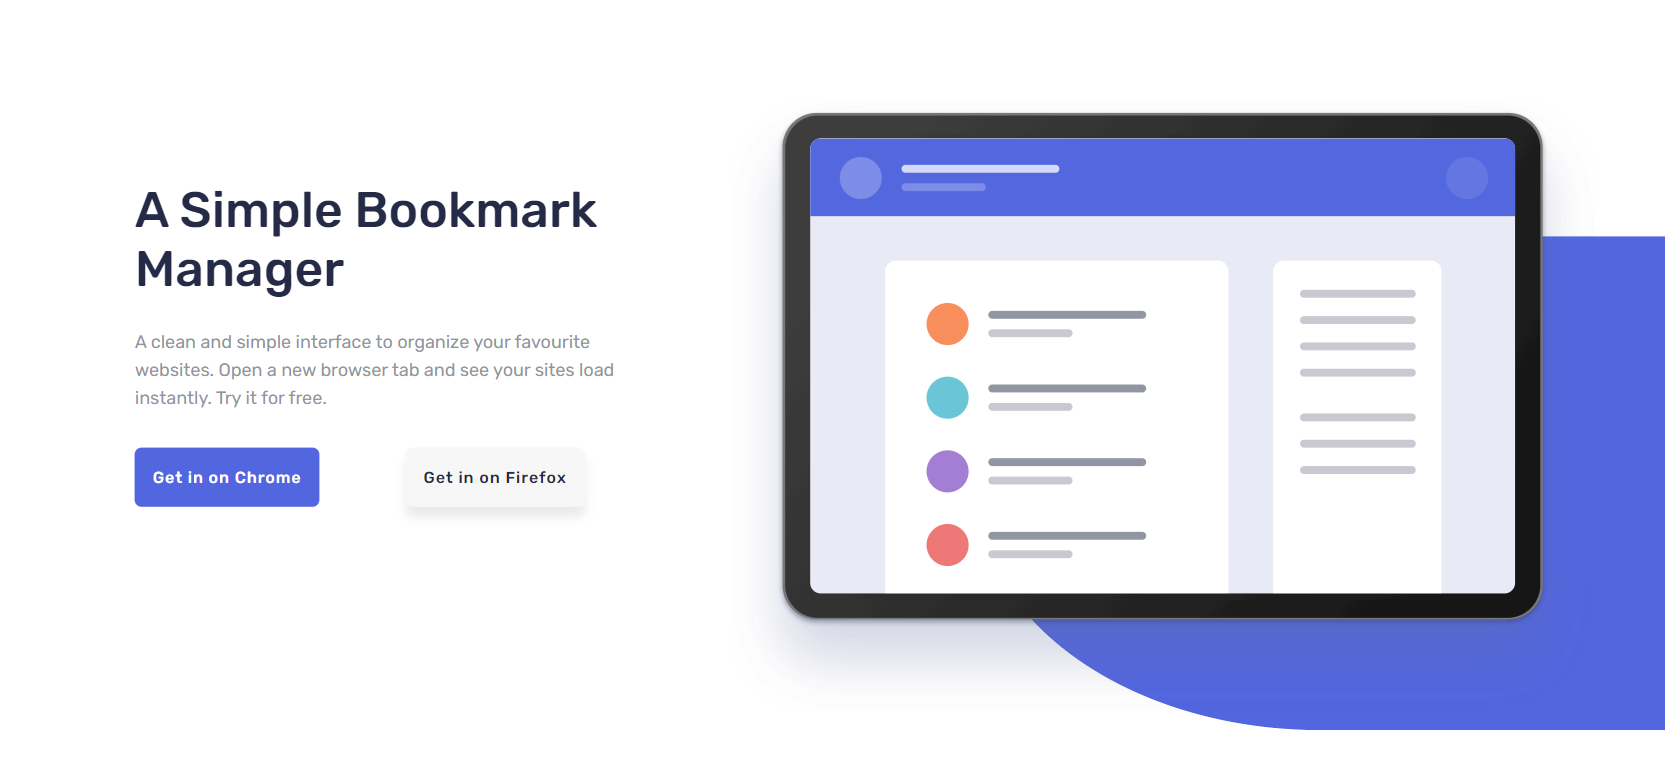 A Simple Bookmark
Manager
A clean and simple interface to organize your favourite
websites. Open a new browser tab and see your sites load
instantly. Try it for free.
Get in on Chrome
Get in on Firefox